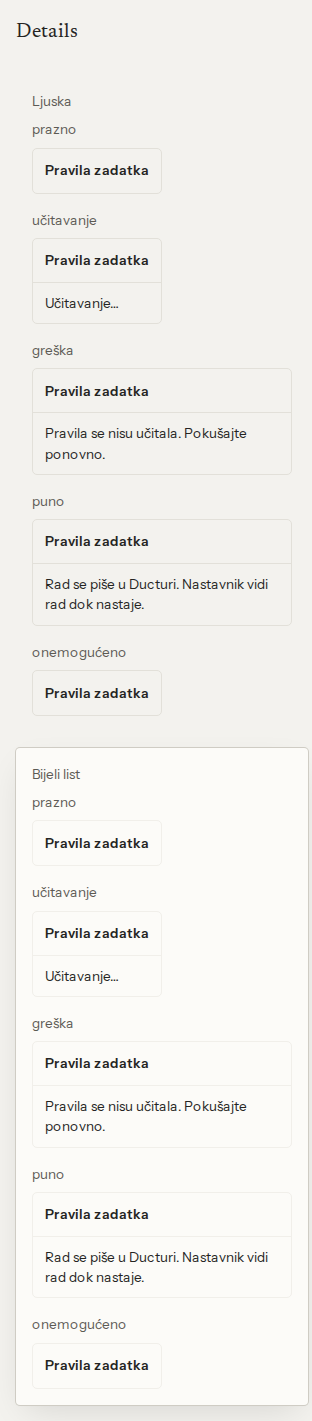 Details
Ljuska
prazno
Pravila zadatka
učitavanje
Pravila zadatka
Učitavanje...
greška
Pravila zadatka
Pravila se nisu učitala. Pokušajte
ponovno.
puno
Pravila zadatka
Rad se piše u Ducturi. Nastavnik vidi
rad dok nastaje.
onemogućeno
Pravila zadatka
Bijeli list
prazno
Pravila zadatka
učitavanje
Pravila zadatka
Učitavanje...
greška
Pravila zadatka
Pravila se nisu učitala. Pokušajte
ponovno.
puno
Pravila zadatka
Rad se piše u Ducturi. Nastavnik vidi
rad dok nastaje.
onemogućeno
Pravila zadatka